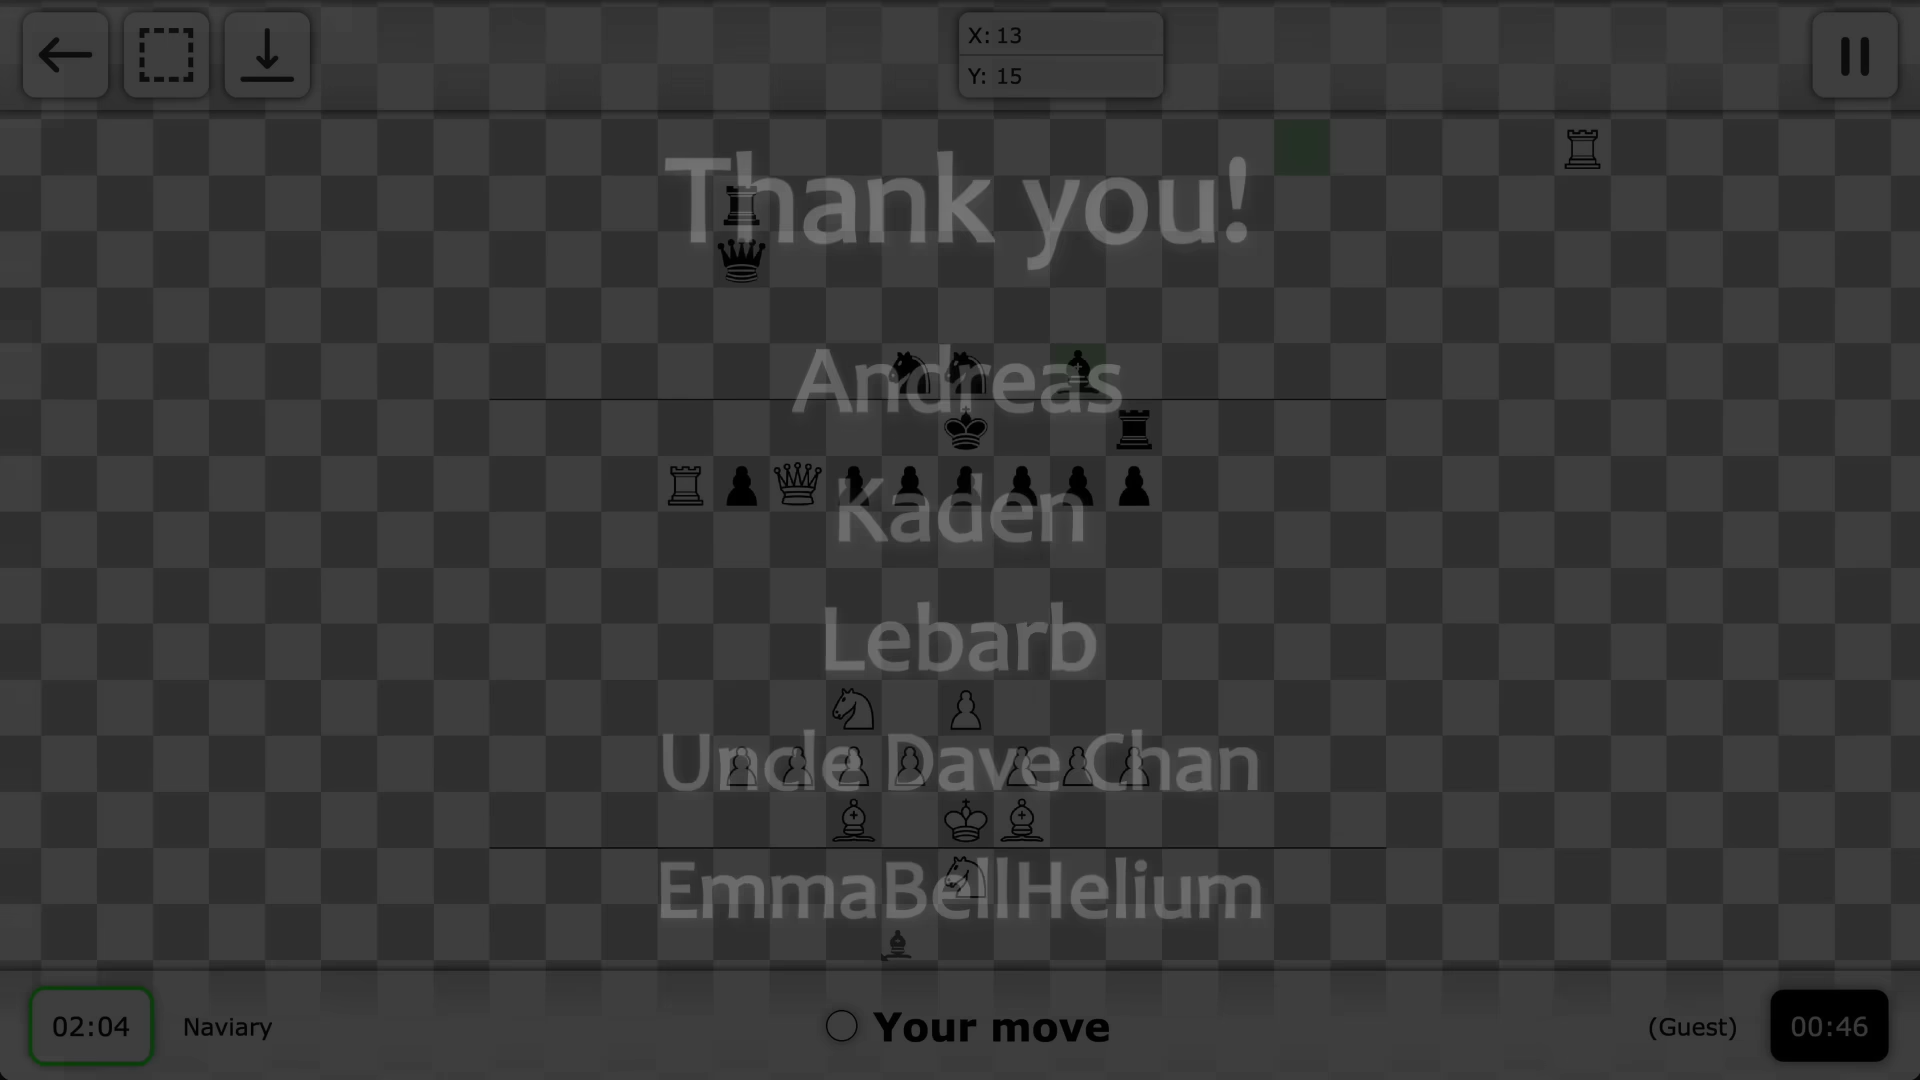 X: 13
Y: 15
Thank you!
Andreas
Kaden
Lebarb
Uncle Dave Chan
EmmaBellHelium
02:04
Naviary
Your move
(Guest)
00:46